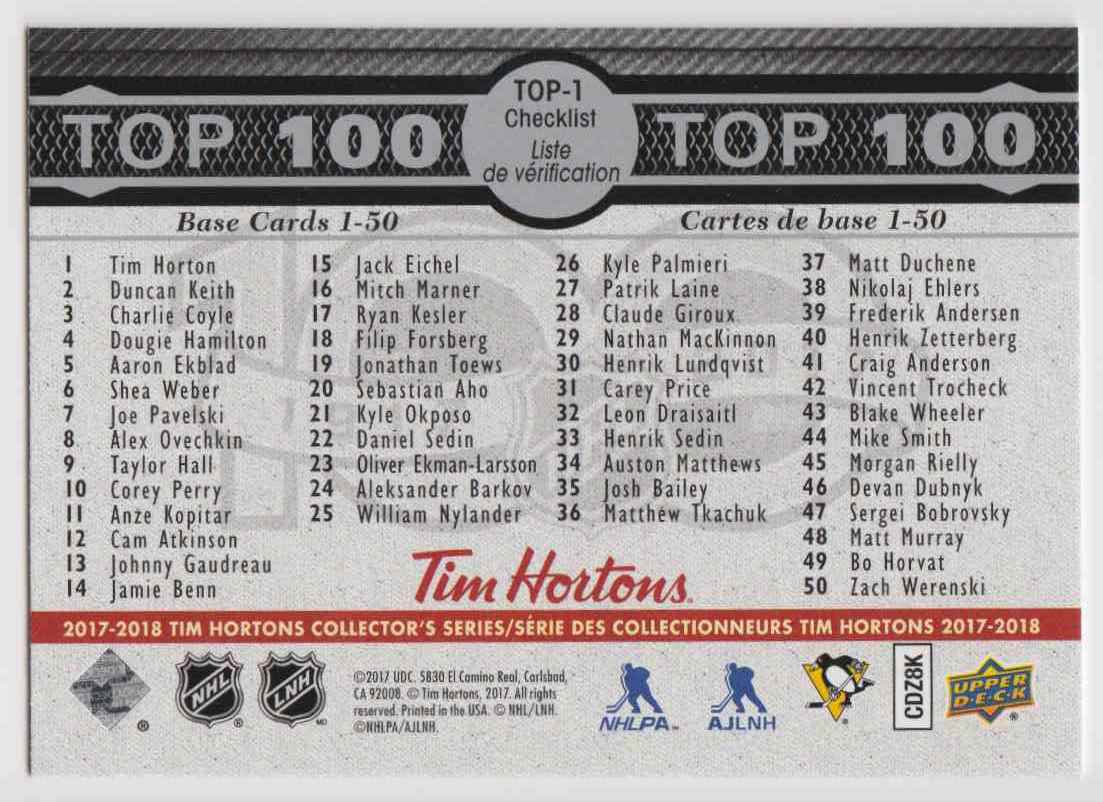 TOP 100
TOP-1
Checklist
Liste
de vérification
TOP 100
Base Cards 1-50
Cartes de base 1-50
1 Tim Horton
2 Duncan Keith
3 Charlie Coyle
4 Dougie Hamilton
5 Aaron Ekblad
6 Shea Weber
7 Joe Pavelski
8 Alex Ovechkin
9 Taylor Hall
10 Corey Perry
11 Anze Kopitar
12 Cam Atkinson
13 Johnny Gaudreau
14 Jamie Benn
15 Jack Eichel
16 Mitch Marner
17 Ryan Kesler
18 Filip Forsberg
19 Jonathan Toews
20 Sebastian Aho
21 Kyle Okposo
22 Daniel Sedin
23 Oliver Ekman-Larsson
24 Aleksander Barkov
25 William Nylander
26 Kyle Palmieri
27 Patrik Laine
28 Claude Giroux
29 Nathan MacKinnon
30 Henrik Lundqvist
31 Carey Price
32 Leon Draisaitl
33 Henrik Sedin
34 Auston Matthews
35 Josh Bailey
36 Matthew Tkachuk
37 Matt Duchene
38 Nikolaj Ehlers
39 Frederik Andersen
40 Henrik Zetterberg
41 Craig Anderson
42 Vincent Trocheck
43 Blake Wheeler
44 Mike Smith
45 Morgan Rielly
46 Devan Dubnyk
47 Sergei Bobrovsky
48 Matt Murray
49 Bo Horvat
50 Zach Werenski
Tim Hortons.
2017-2018 TIM HORTONS COLLECTOR'S SERIES/SÉRIE DES COLLECTIONNEURS TIM HORTONS 2017-2018
®
NHL
®
LNH
MD
©2017 UDC. 5830 El Camino Real, Carlsbad,
CA 92008. © Tim Hortons, 2017. All rights
reserved. Printed in the USA. © NHL/LNH.
©NHLPA/AJLNH.
NHLPA™
AJLNH
®
CDZ8K
UPPER
DECK
®